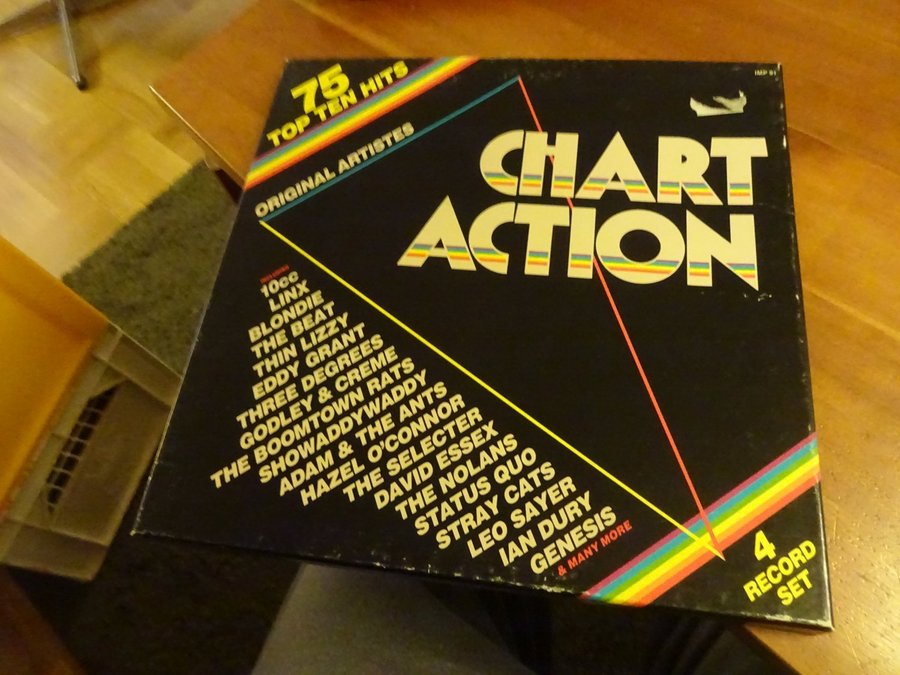 75
TOP TEN HITS
ORIGINAL ARTISTES
CHART
ACTION
10cc
LINX
BLONDIE
THE BEAT
THIN LIZZY
EDDY GRANT
THREE DEGREES
GODLEY & CREME
THE BOOMTOWN RATS
SHOWADDYWADDY
ADAM & THE ANTS
HAZEL O'CONNOR
THE SELECTER
DAVID ESSEX
THE NOLANS
STATUS QUO
STRAY CATS
LEO SAYER
IAN DURY
GENESIS
& MANY MORE
4
RECORD
SET